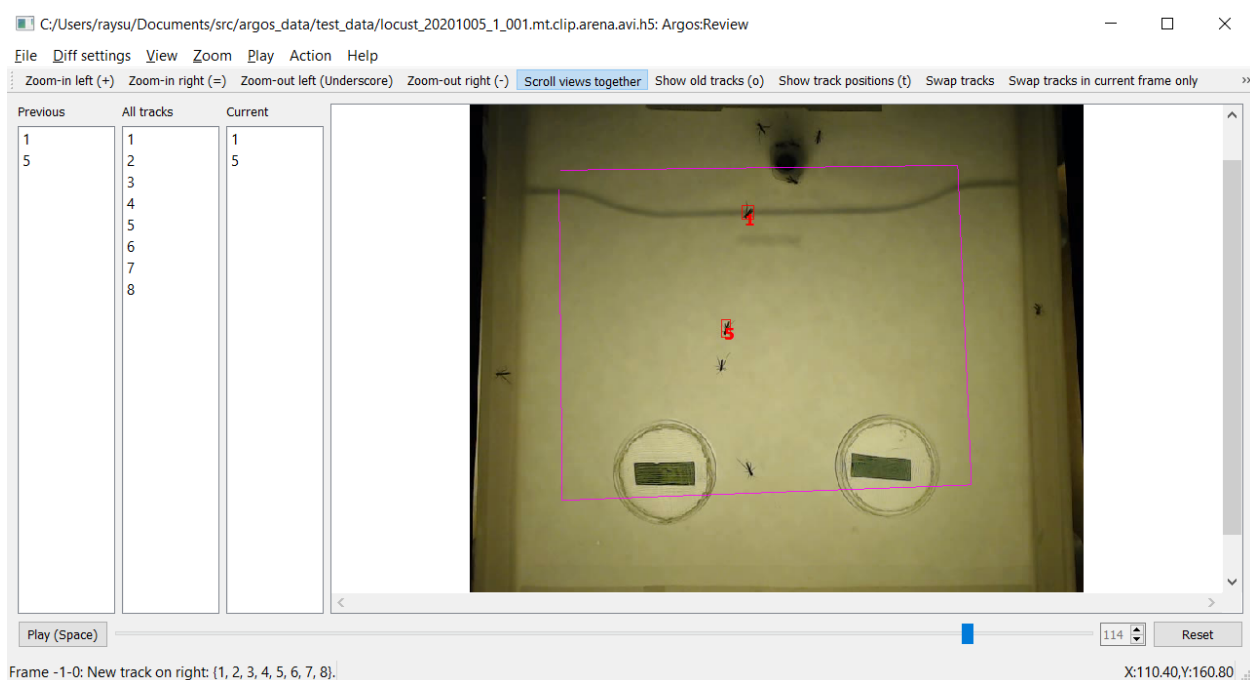 C:/Users/raysu/Documents/src/argos_data/test_data/locust_20201005_1_001.mt.clip.arena.avi.h5: Argos:Review
File Diff settings View Zoom Play Action Help
Zoom-in left (+) Zoom-in right (=) Zoom-out left (Underscore) Zoom-out right (-) Scroll views together Show old tracks (o) Show track positions (t) Swap tracks Swap tracks in current frame only »
Previous All tracks Current
1 1 1
5 2 5
3
4
5
6
7
8
1
5
Play (Space) 114 Reset
Frame -1-0: New track on right: {1, 2, 3, 4, 5, 6, 7, 8}. X:110.40,Y:160.80